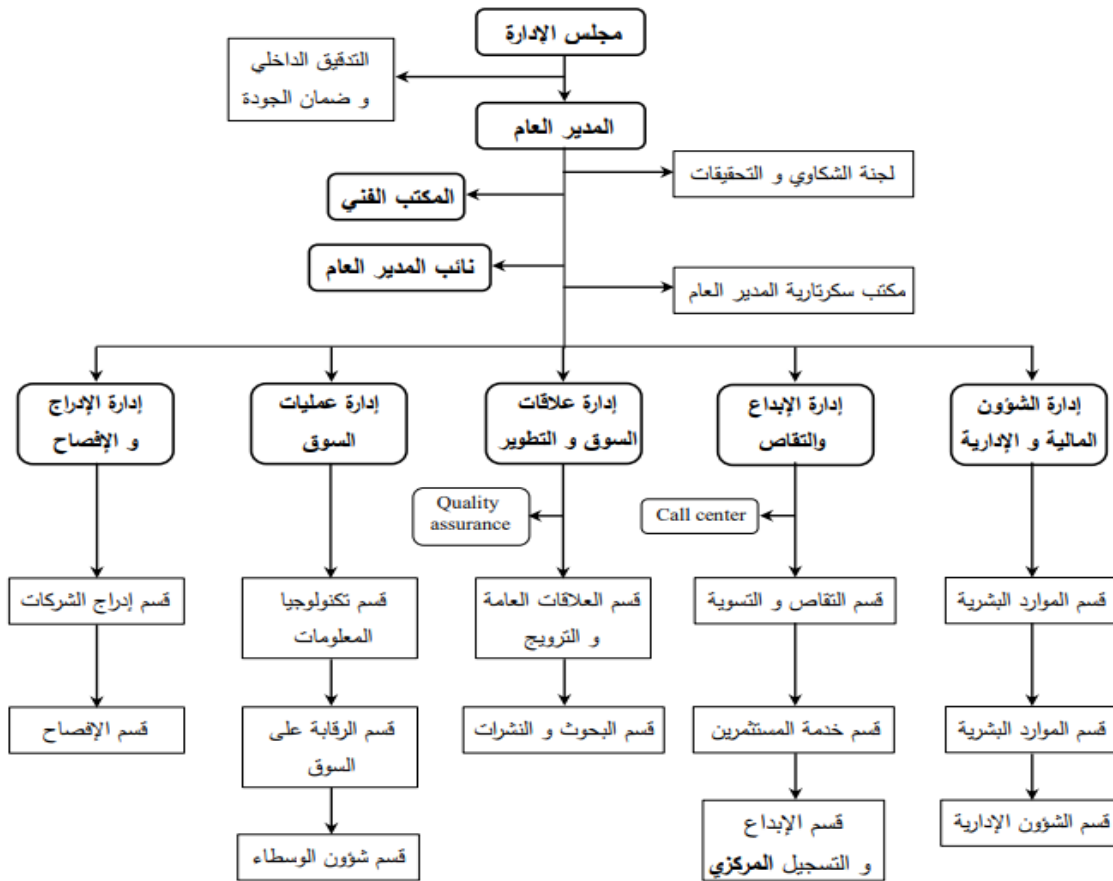 مجلس الإدارة
التدقيق الداخلي
و ضمان الجودة
المدير العام
لجنة الشكاوي و التحقيقات
المكتب الفني
نائب المدير العام
مكتب سكرتارية المدير العام
إدارة الشؤون
المالية و الإدارية
إدارة الإبداع
والتقاص
إدارة علاقات
السوق و التطوير
إدارة عمليات
السوق
إدارة الإدراج
و الإفصاح
Call center
Quality
assurance
قسم الموارد البشرية
قسم التقاص و التسوية
قسم العلاقات العامة
و الترويج
قسم تكنولوجيا
المعلومات
قسم إدراج الشركات
قسم الموارد البشرية
قسم خدمة المستثمرين
قسم البحوث و النشرات
قسم الرقابة على
السوق
قسم الإفصاح
قسم الشؤون الإدارية
قسم الإبداع
و التسجيل المركزي
قسم شؤون الوسطاء